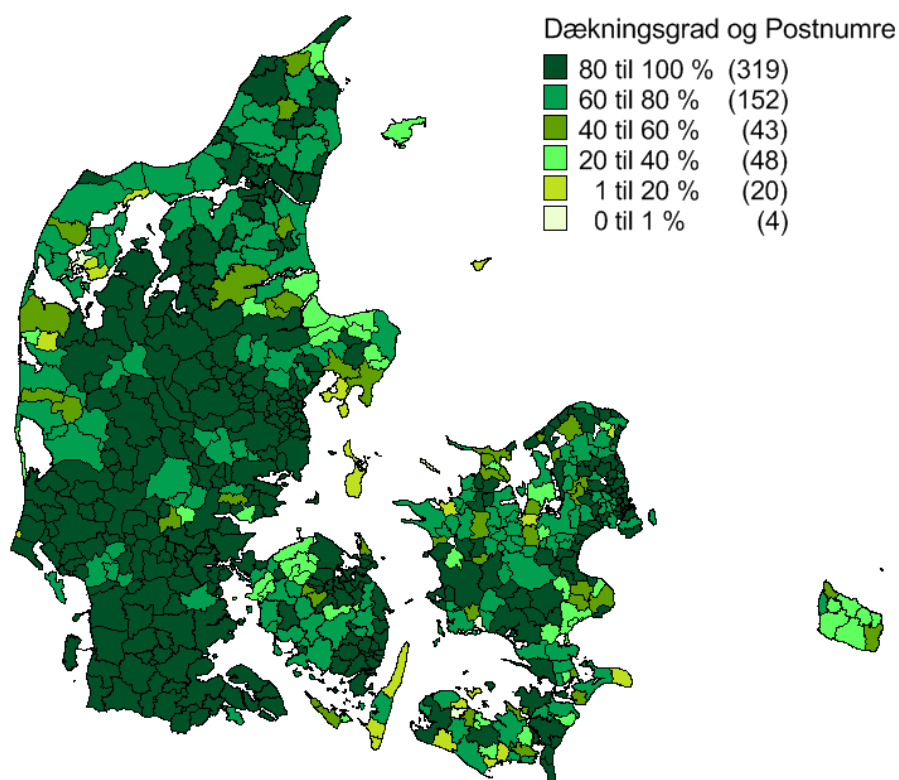 Dækningsgrad og Postnumre
80 til 100 % (319)
60 til 80 % (152)
40 til 60 % (43)
20 til 40 % (48)
1 til 20 % (20)
0 til 1 % (4)